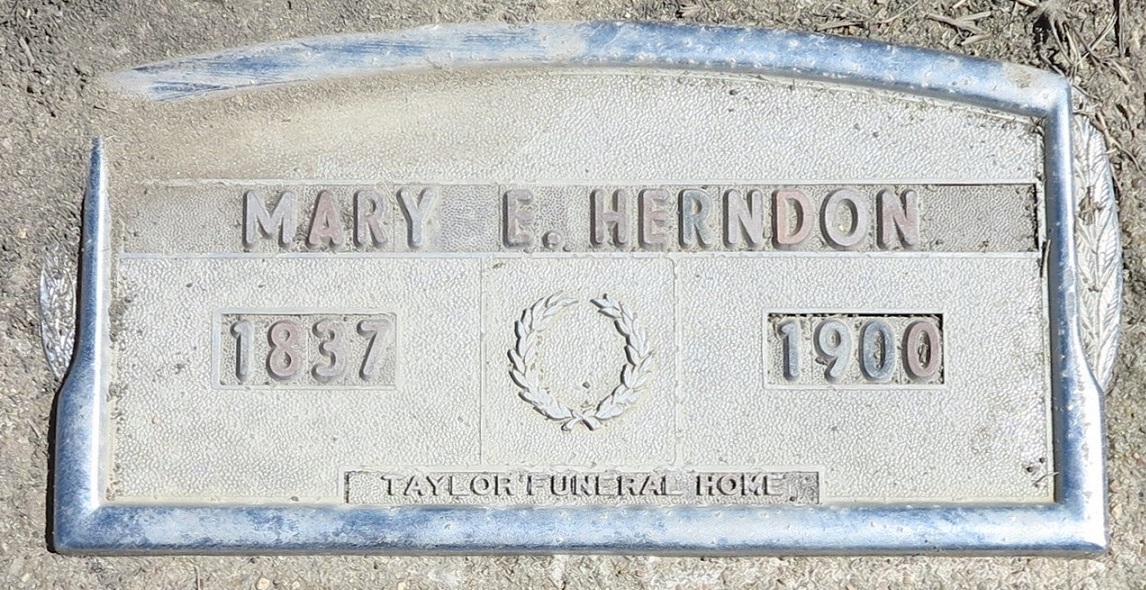 MARY E. HERNDON
1837 1900
TAYLOR FUNERAL HOME